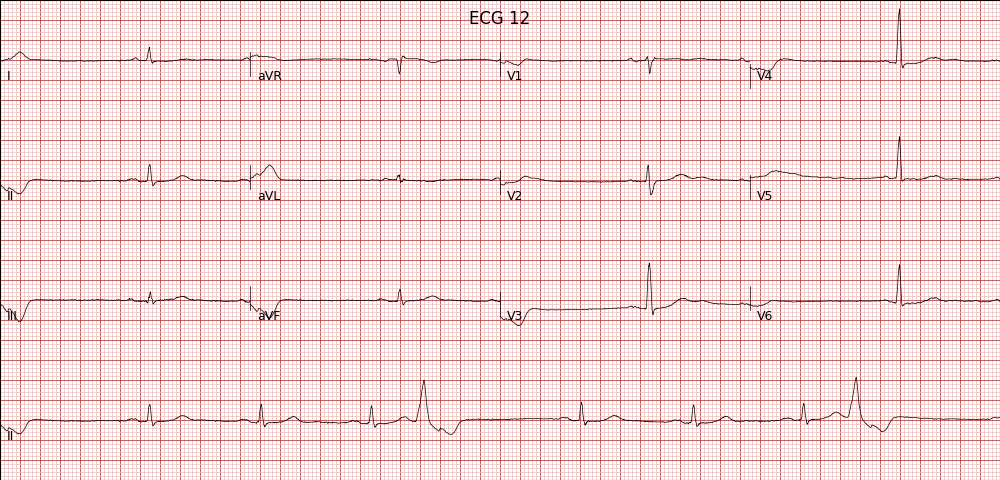 ECG 12
I aVR V1 V4
II aVL V2 V5
III aVF V3 V6
II